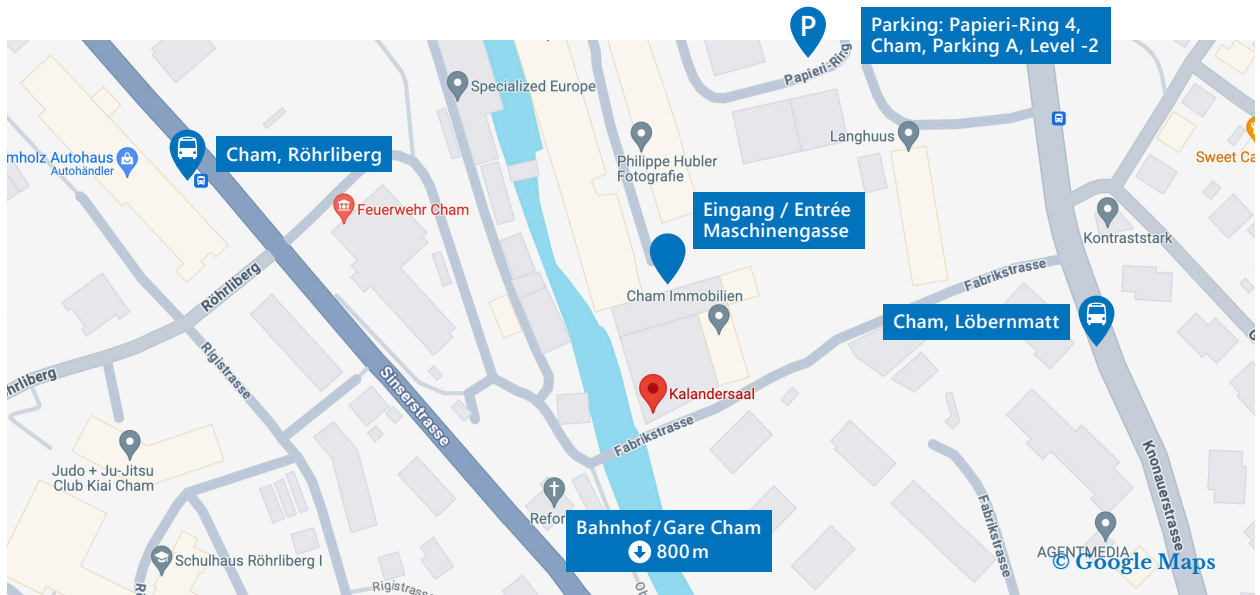 P
Parking: Papieri-Ring 4,
Cham, Parking A, Level -2
Papieri-Ring
Specialized Europe
Langhuus
Philippe Hubler
Fotografie
Cham, Röhrliberg
mholz Autohaus
Autohändler
Sweet Ca
Feuerwehr Cham
Eingang / Entrée
Maschinengasse
Kontraststark
Röhrliberg
Fabrikstrasse
Cham Immobilien
Cham, Löbernmatt
Rigistrasse
hrliberg
Sinserstrasse
Kalandersaal
Fabrikstrasse
Judo + Ju-Jitsu
Club Kiai Cham
Knonauerstrasse
Refor
Bahnhof/Gare Cham
800 m
Fabrikstrasse
AGENTMEDIA
© Google Maps
Schulhaus Röhrliberg I
Rigistrasse